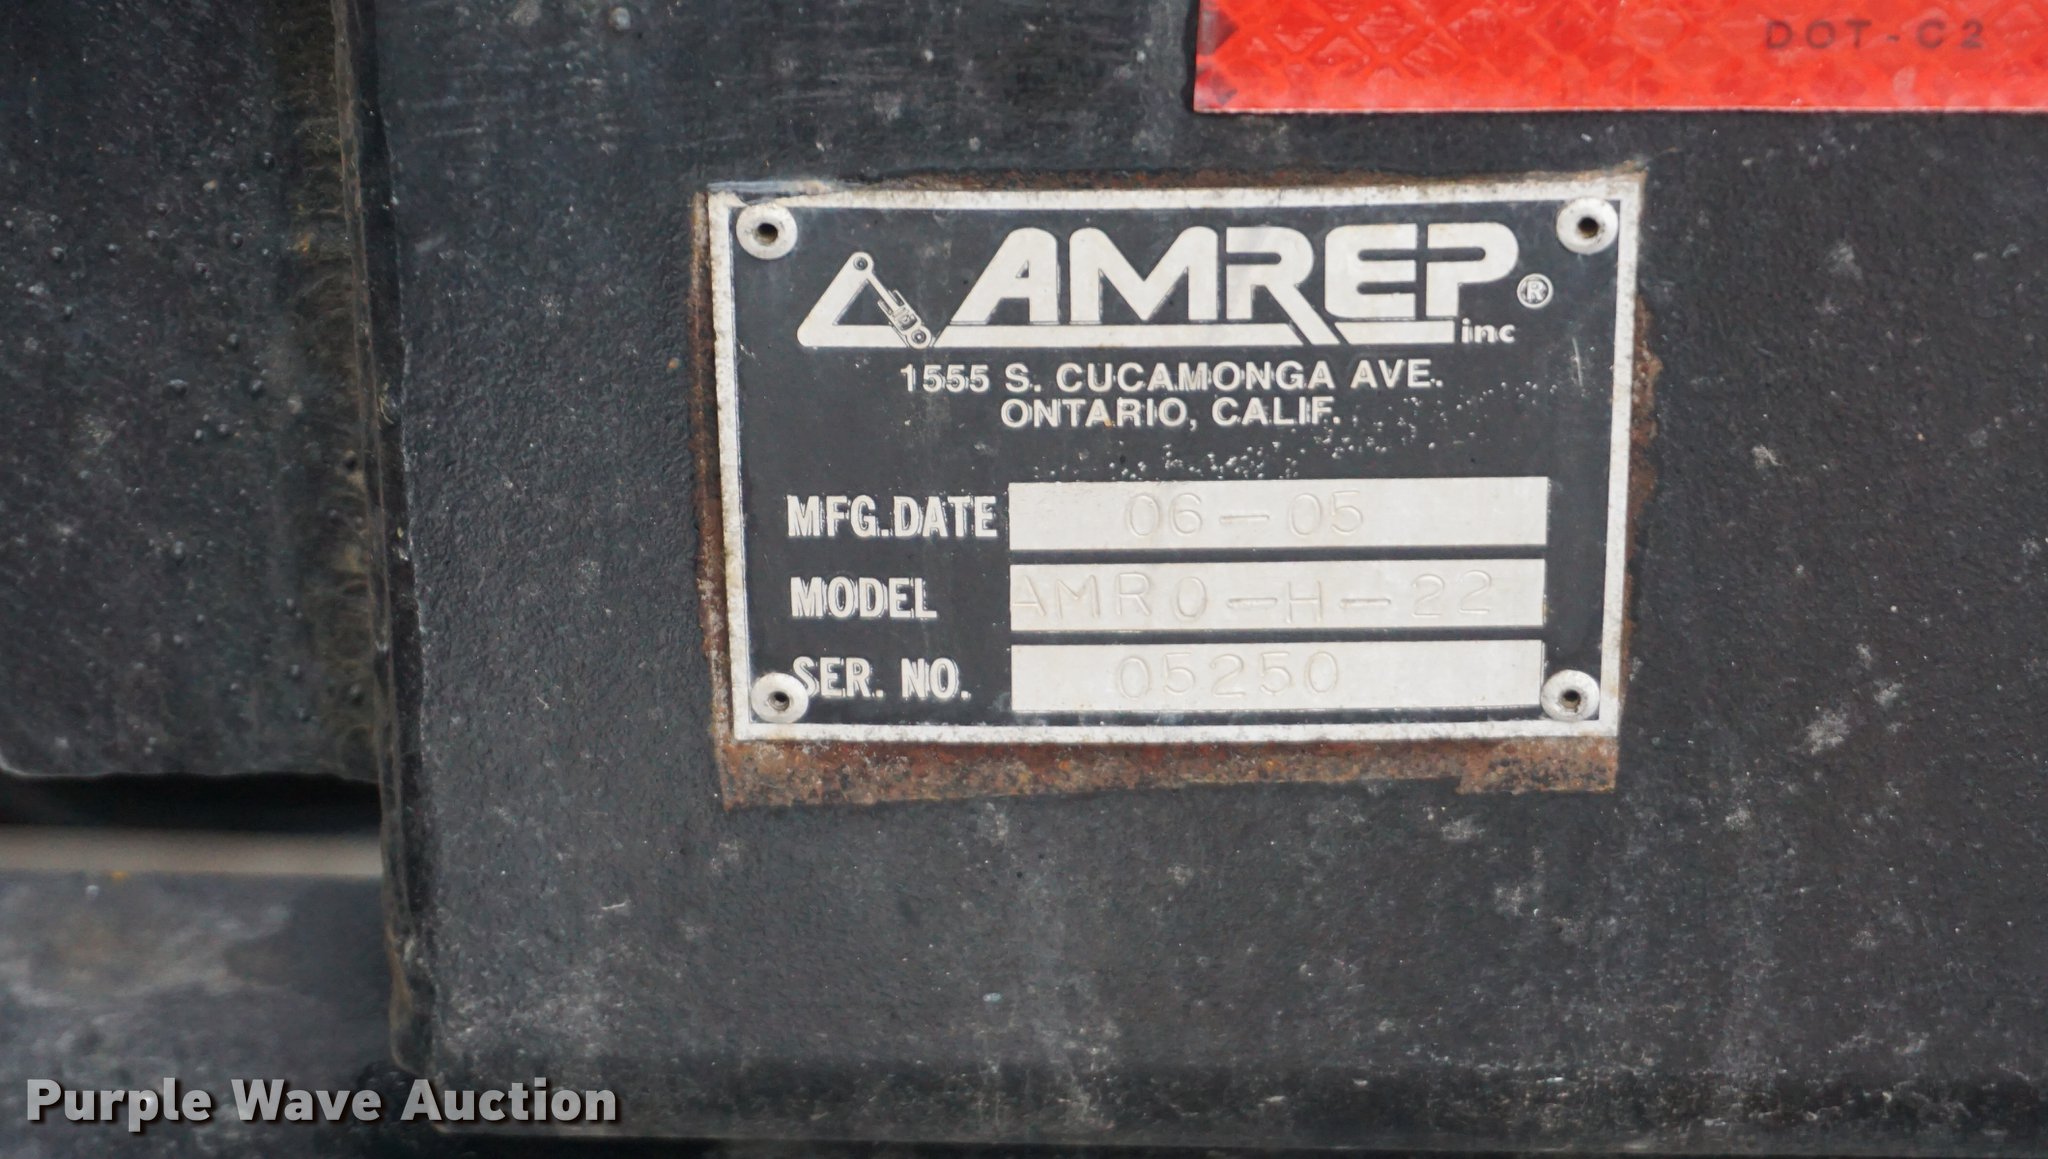 DOT-C2
AMREP ®
inc
1555 S. CUCAMONGA AVE.
ONTARIO, CALIF.
MFG. DATE 06-05
MODEL AMRO-H-22
SER. NO. 05250
Purple Wave Auction